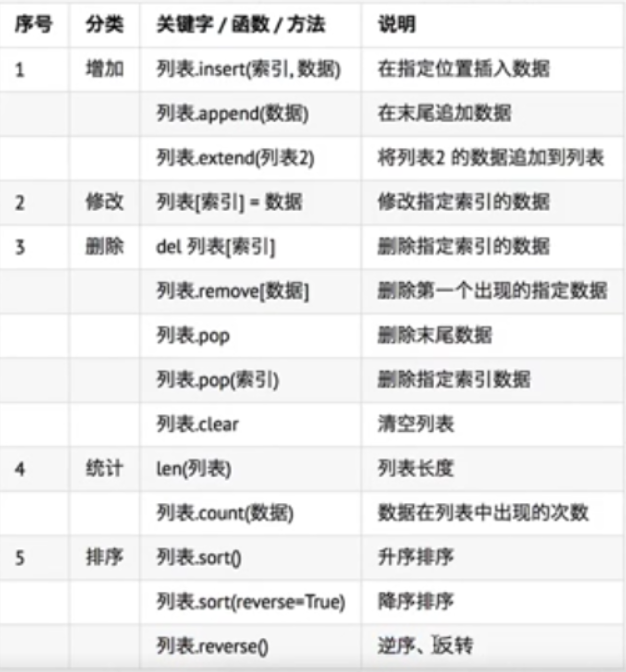 序号 分类 关键字 / 函数 / 方法 说明
1 增加 列表.insert(索引, 数据) 在指定位置插入数据
列表.append(数据) 在末尾追加数据
列表.extend(列表2) 将列表2 的数据追加到列表
2 修改 列表[索引] = 数据 修改指定索引的数据
3 删除 del 列表[索引] 删除指定索引的数据
列表.remove[数据] 删除第一个出现的指定数据
列表.pop 删除末尾数据
列表.pop(索引) 删除指定索引数据
列表.clear 清空列表
4 统计 len(列表) 列表长度
列表.count(数据) 数据在列表中出现的次数
5 排序 列表.sort() 升序排序
列表.sort(reverse=True) 降序排序
列表.reverse() 逆序、反转